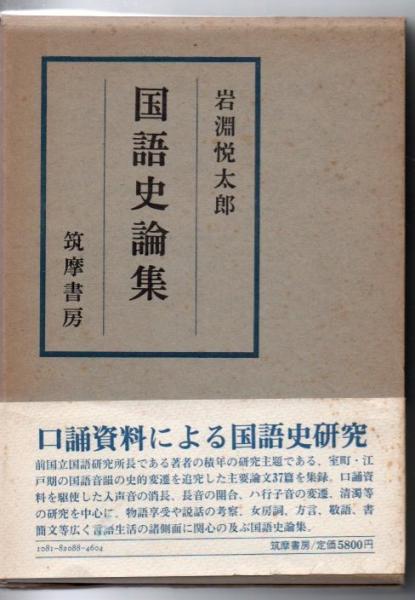 岩淵悦太郎
国語史論集
筑摩書房
口誦資料による国語史研究
前国立国語研究所長である著者の積年の研究主題である、室町・江
戸期の国語音韻の史的変遷を追究した主要論文37篇を集録。口誦資
料を駆使した入声音の消長、長音の開合、ハ行子音の変遷、清濁等
の研究を中心に、物語享受や説話の考察、女房詞、方言、敬語、書
簡文等広く言語生活の諸側面に関心の及ぶ国語史論集。
1081-82088-4604
筑摩書房/定価5800円